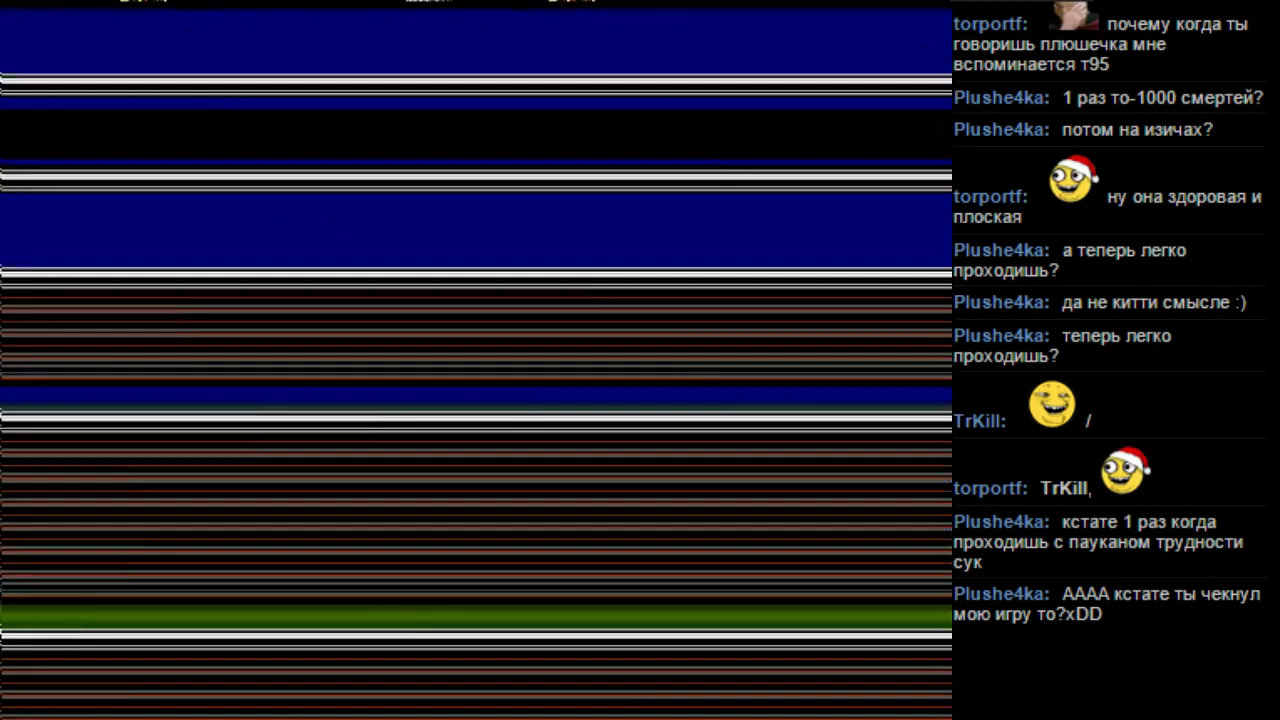 torportf: почему когда ты
говоришь плюшечка мне
вспоминается т95
Plushe4ka: 1 раз то-1000 смертей?
Plushe4ka: потом на изичах?
torportf: ну она здоровая и
плоская
Plushe4ka: а теперь легко
проходишь?
Plushe4ka: да не китти смысле :)
Plushe4ka: теперь легко
проходишь?
TrKill: /
torportf: TrKill,
Plushe4ka: кстате 1 раз когда
проходишь с пауканом трудности
сук
Plushe4ka: АААА кстате ты чекнул
мою игру то?xDD